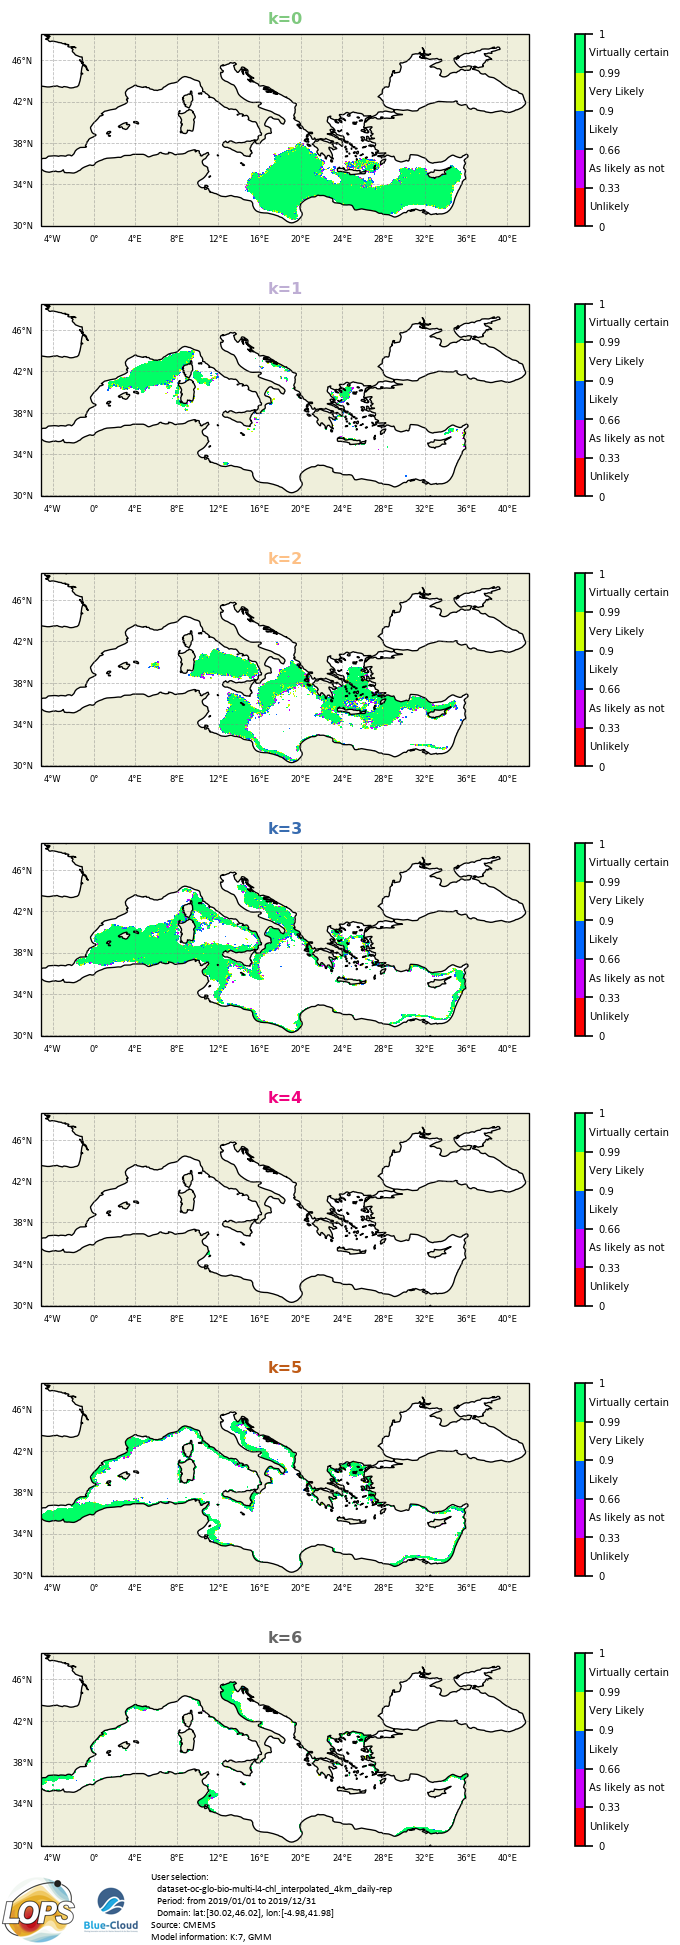 k=0
46°N
42°N
38°N
34°N
30°N
4°W 0° 4°E 8°E 12°E 16°E 20°E 24°E 28°E 32°E 36°E 40°E
1
Virtually certain
0.99
Very Likely
0.9
Likely
0.66
As likely as not
0.33
Unlikely
0
k=1
46°N
42°N
38°N
34°N
30°N
4°W 0° 4°E 8°E 12°E 16°E 20°E 24°E 28°E 32°E 36°E 40°E
1
Virtually certain
0.99
Very Likely
0.9
Likely
0.66
As likely as not
0.33
Unlikely
0
k=2
46°N
42°N
38°N
34°N
30°N
4°W 0° 4°E 8°E 12°E 16°E 20°E 24°E 28°E 32°E 36°E 40°E
1
Virtually certain
0.99
Very Likely
0.9
Likely
0.66
As likely as not
0.33
Unlikely
0
k=3
46°N
42°N
38°N
34°N
30°N
4°W 0° 4°E 8°E 12°E 16°E 20°E 24°E 28°E 32°E 36°E 40°E
1
Virtually certain
0.99
Very Likely
0.9
Likely
0.66
As likely as not
0.33
Unlikely
0
k=4
46°N
42°N
38°N
34°N
30°N
4°W 0° 4°E 8°E 12°E 16°E 20°E 24°E 28°E 32°E 36°E 40°E
1
Virtually certain
0.99
Very Likely
0.9
Likely
0.66
As likely as not
0.33
Unlikely
0
k=5
46°N
42°N
38°N
34°N
30°N
4°W 0° 4°E 8°E 12°E 16°E 20°E 24°E 28°E 32°E 36°E 40°E
1
Virtually certain
0.99
Very Likely
0.9
Likely
0.66
As likely as not
0.33
Unlikely
0
k=6
46°N
42°N
38°N
34°N
30°N
4°W 0° 4°E 8°E 12°E 16°E 20°E 24°E 28°E 32°E 36°E 40°E
1
Virtually certain
0.99
Very Likely
0.9
Likely
0.66
As likely as not
0.33
Unlikely
0
LOPS
Blue-Cloud
User selection:
dataset-oc-glo-bio-multi-l4-chl_interpolated_4km_daily-rep
Period: from 2019/01/01 to 2019/12/31
Domain: lat:[30.02,46.02], lon:[-4.98,41.98]
Source: CMEMS
Model information: K:7, GMM